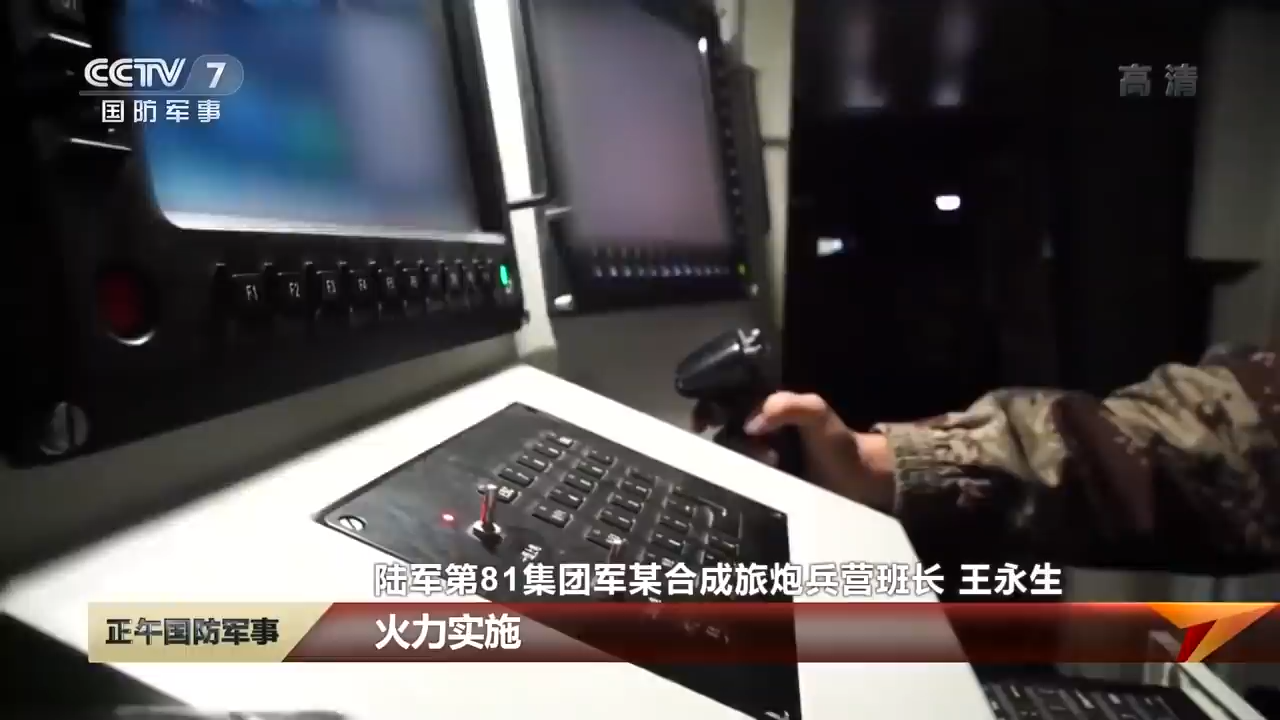 CCTV 7
国防军事
高清
F1 F2 F3 F4
陆军第81集团军某合成旅炮兵营班长 王永生
正午国防军事
火力实施